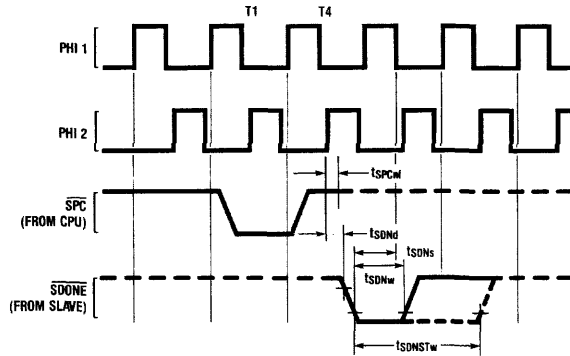 T1 T4
PHI 1
PHI 2
tSPCwl
SPC
(FROM CPU)
tSDNd
tSDNs
tSDNw
SDONE
(FROM SLAVE)
tSDNSTw